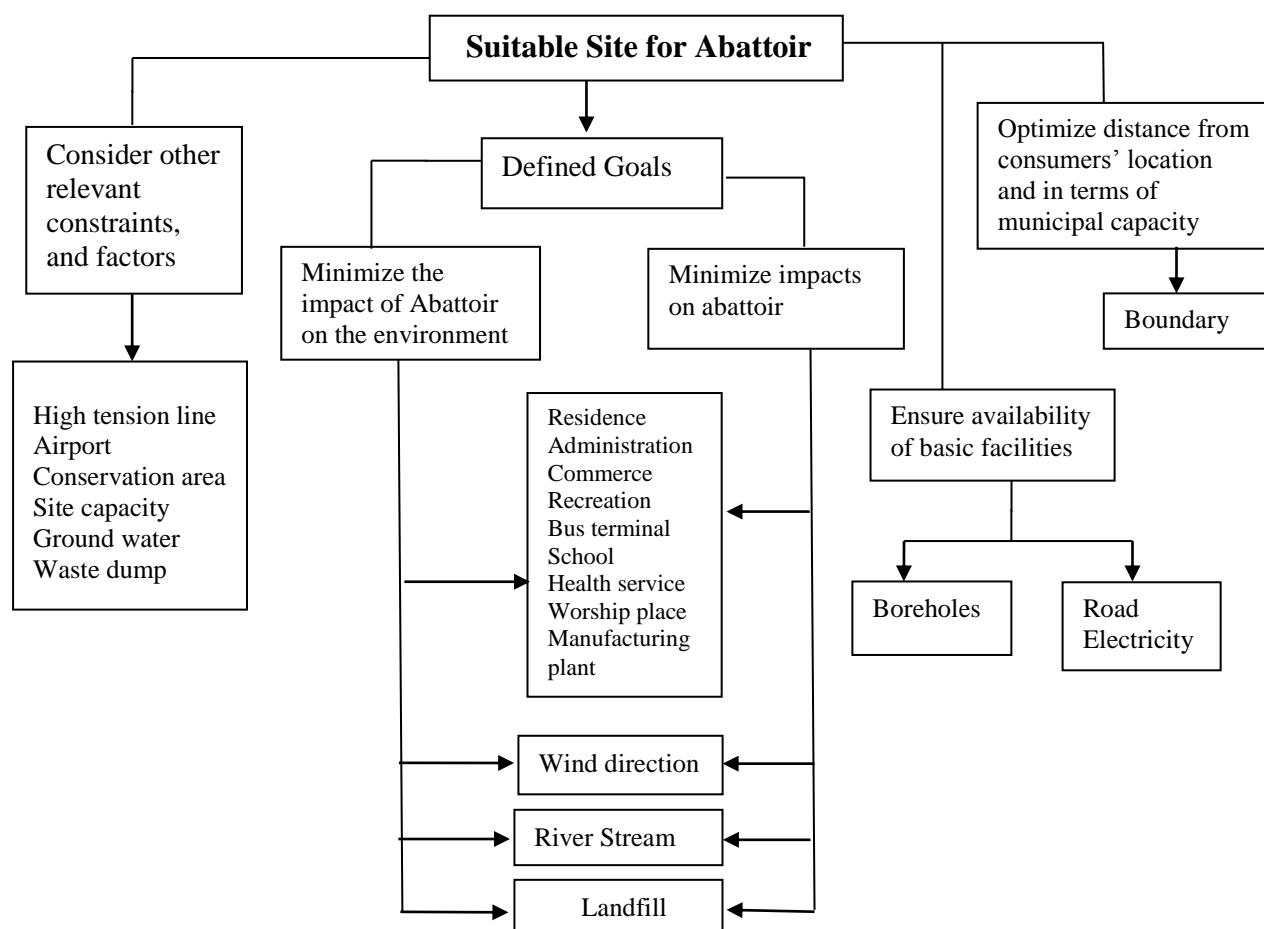 Suitable Site for Abattoir
Consider other
relevant
constraints,
and factors
High tension line
Airport
Conservation area
Site capacity
Ground water
Waste dump
Defined Goals
Minimize the
impact of Abattoir
on the environment
Minimize impacts
on abattoir
Residence
Administration
Commerce
Recreation
Bus terminal
School
Health service
Worship place
Manufacturing
plant
Wind direction
River Stream
Landfill
Optimize distance from
consumers’ location
and in terms of
municipal capacity
Boundary
Ensure availability
of basic facilities
Boreholes
Road
Electricity